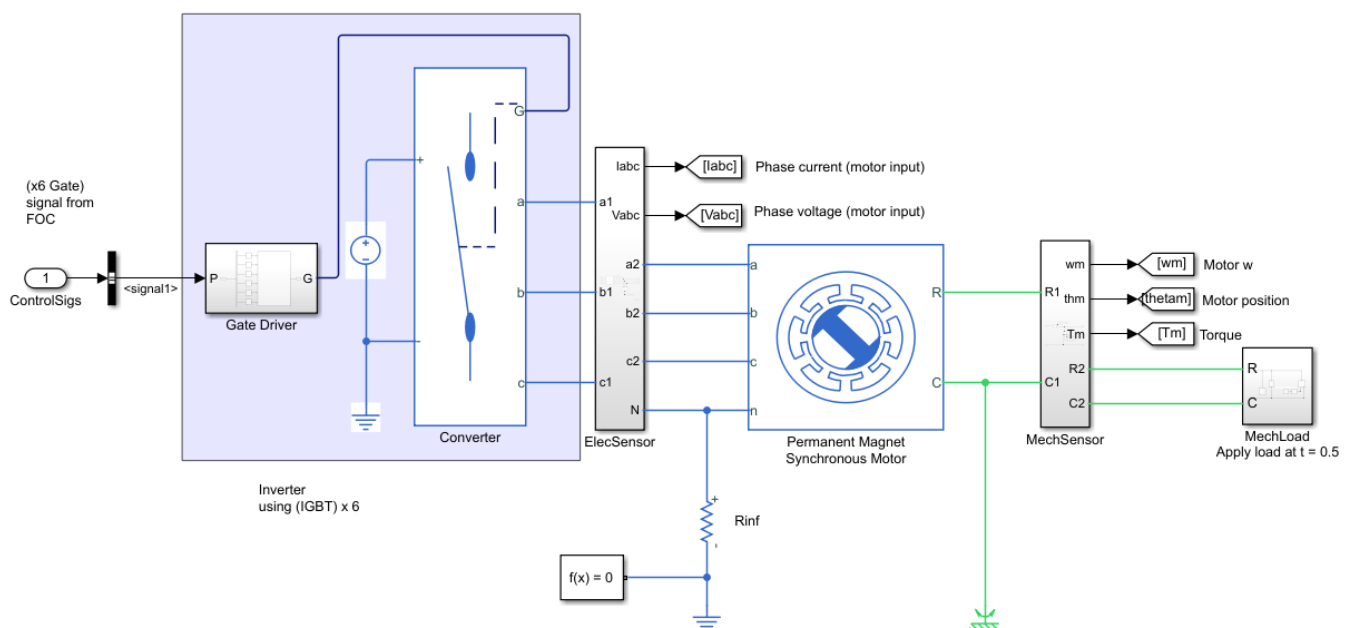 (x6 Gate)
signal from
FOC
1
ControlSigs
<signal1>
P
G
Gate Driver
+
-
G
a
b
c
Converter
Inverter
using (IGBT) x 6
+
-
Iabc
Vabc
a1
a2
b1
b2
c2
c1
N
ElecSensor
[Iabc]
Phase current (motor input)
[Vabc]
Phase voltage (motor input)
a
b
c
n
R
C
Permanent Magnet
Synchronous Motor
+
Rinf
-
f(x) = 0
wm
R1
thm
Tm
R2
C1
C2
MechSensor
[wm]
Motor w
[thetam]
Motor position
[Tm]
Torque
R
C
MechLoad
Apply load at t = 0.5